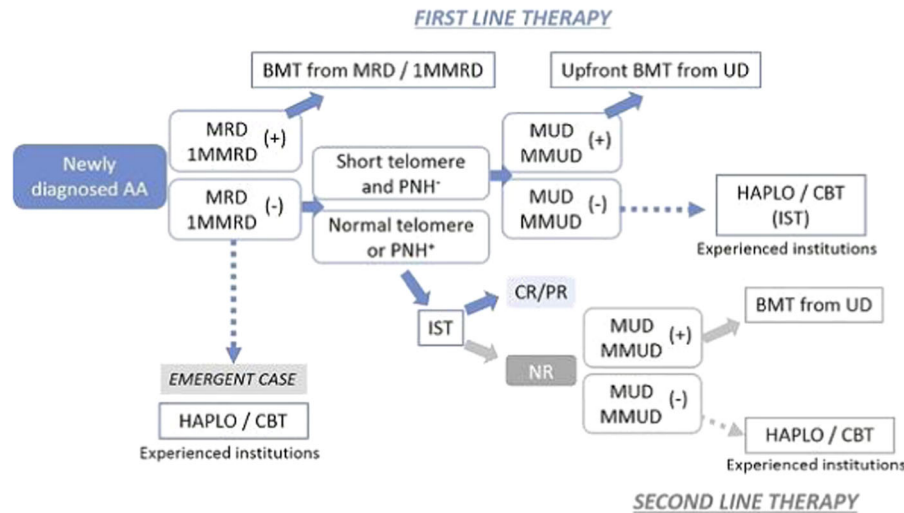 FIRST LINE THERAPY
BMT from MRD / 1MMRD
Upfront BMT from UD
Newly
diagnosed AA
MRD
1MMRD (+)
MRD
1MMRD (-)
Short telomere
and PNH⁻
Normal telomere
or PNH⁺
MUD
MMUD (+)
MUD
MMUD (-)
HAPLO / CBT
(IST)
Experienced institutions
IST
CR/PR
NR
MUD
MMUD (+)
MUD
MMUD (-)
BMT from UD
HAPLO / CBT
Experienced institutions
EMERGENT CASE
HAPLO / CBT
Experienced institutions
SECOND LINE THERAPY